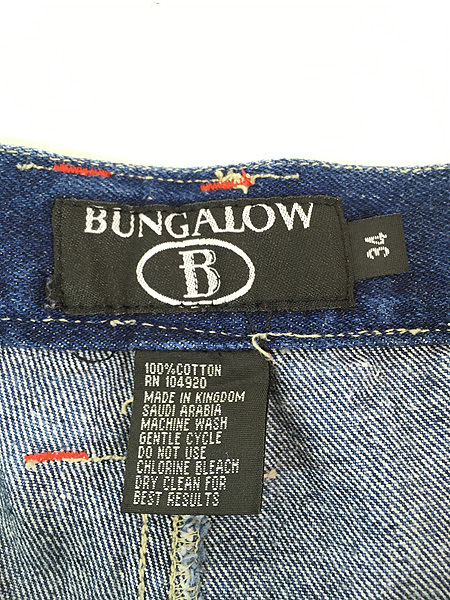 BUNGALOW
B
34
100%COTTON
RN 104920
MADE IN KINGDOM
SAUDI ARABIA
MACHINE WASH
GENTLE CYCLE
DO NOT USE
CHLORINE BLEACH
DRY CLEAN FOR
BEST RESULTS